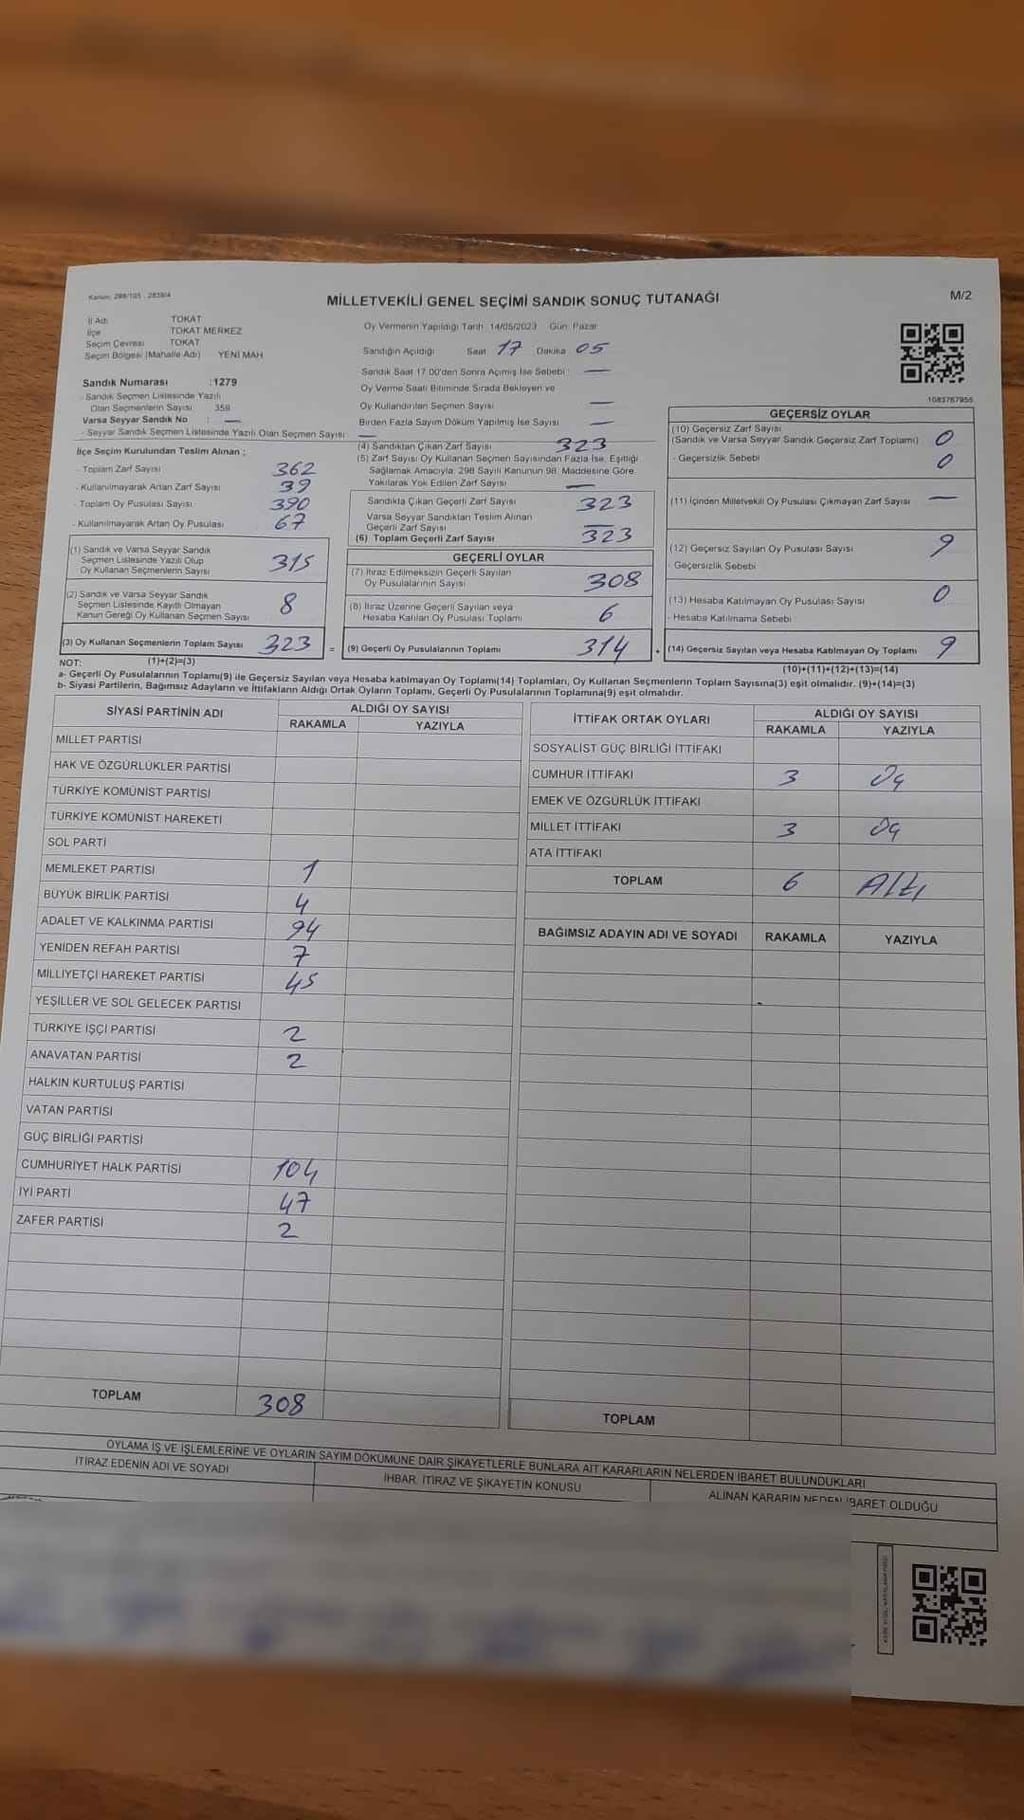 Kanun: 298/105 - 2839/4
MİLLETVEKİLİ GENEL SEÇİMİ SANDIK SONUÇ TUTANAĞI
M/2
İl Adı TOKAT
İlçe TOKAT MERKEZ
Seçim Çevresi TOKAT
Seçim Bölgesi (Mahalle Adı) YENİ MAH
Sandık Numarası :1279
- Sandık Seçmen Listesinde Yazılı
Olan Seçmenlerin Sayısı 359
Varsa Seyyar Sandık No : —
- Seyyar Sandık Seçmen Listesinde Yazılı Olan Seçmen Sayısı : —
İlçe Seçim Kurulundan Teslim Alınan ;
- Toplam Zarf Sayısı 362
- Kullanılmayarak Artan Zarf Sayısı 39
- Toplam Oy Pusulası Sayısı 390
- Kullanılmayarak Artan Oy Pusulası 67
(1) Sandık ve Varsa Seyyar Sandık
Seçmen Listesinde Yazılı Olup
Oy Kullanan Seçmenlerin Sayısı 315
(2) Sandık ve Varsa Seyyar Sandık
Seçmen Listesinde Kayıtlı Olmayan
Kanun Gereği Oy Kullanan Seçmen Sayısı 8
(3) Oy Kullanan Seçmenlerin Toplam Sayısı 323 =
(1)+(2)=(3)
Oy Vermenin Yapıldığı Tarih 14/05/2023 Gün: Pazar
Sandığın Açıldığı Saat 17 Dakika 05
Sandık Saat 17.00'den Sonra Açılmış İse Sebebi : —
Oy Verme Saati Bitiminde Sırada Bekleyen ve
Oy Kullandırılan Seçmen Sayısı —
Birden Fazla Sayım Döküm Yapılmış İse Sayısı —
(4) Sandıktan Çıkan Zarf Sayısı 323
(5) Zarf Sayısı Oy Kullanan Seçmen Sayısından Fazla İse, Eşitliği
Sağlamak Amacıyla; 298 Sayılı Kanunun 98. Maddesine Göre.
Yakılarak Yok Edilen Zarf Sayısı —
Sandıkta Çıkan Geçerli Zarf Sayısı 323
Varsa Seyyar Sandıktan Teslim Alınan
Geçerli Zarf Sayısı —
(6) Toplam Geçerli Zarf Sayısı 323
GEÇERLİ OYLAR
(7) İtiraz Edilmeksizin Geçerli Sayılan
Oy Pusulalarının Sayısı 308
(8) İtiraz Üzerine Geçerli Sayılan veya
Hesaba Katılan Oy Pusulası Toplamı 6
(9) Geçerli Oy Pusulalarının Toplamı 314 +
1083767955
GEÇERSİZ OYLAR
(10) Geçersiz Zarf Sayısı
(Sandık ve Varsa Seyyar Sandık Geçersiz Zarf Toplamı) 0
- Geçersizlik Sebebi 0
(11) İçinden Milletvekili Oy Pusulası Çıkmayan Zarf Sayısı —
(12) Geçersiz Sayılan Oy Pusulası Sayısı 9
- Geçersizlik Sebebi
(13) Hesaba Katılmayan Oy Pusulası Sayısı 0
- Hesaba Katılmama Sebebi
(14) Geçersiz Sayılan veya Hesaba Katılmayan Oy Toplamı 9
(10)+(11)+(12)+(13)=(14)
NOT:
a- Geçerli Oy Pusulalarının Toplamı(9) ile Geçersiz Sayılan veya Hesaba katılmayan Oy Toplamı(14) Toplamları, Oy Kullanan Seçmenlerin Toplam Sayısına(3) eşit olmalıdır. (9)+(14)=(3)
b- Siyasi Partilerin, Bağımsız Adayların ve İttifakların Aldığı Ortak Oyların Toplamı, Geçerli Oy Pusulalarının Toplamına(9) eşit olmalıdır.
SİYASİ PARTİNİN ADI ALDIĞI OY SAYISI
RAKAMLA YAZIYLA
MİLLET PARTİSİ
HAK VE ÖZGÜRLÜKLER PARTİSİ
TÜRKİYE KOMÜNİST PARTİSİ
TÜRKİYE KOMÜNİST HAREKETİ
SOL PARTİ
MEMLEKET PARTİSİ 1
BÜYÜK BİRLİK PARTİSİ 4
ADALET VE KALKINMA PARTİSİ 94
YENİDEN REFAH PARTİSİ 7
MİLLİYETÇİ HAREKET PARTİSİ 45
YEŞİLLER VE SOL GELECEK PARTİSİ
TÜRKİYE İŞÇİ PARTİSİ 2
ANAVATAN PARTİSİ 2
HALKIN KURTULUŞ PARTİSİ
VATAN PARTİSİ
GÜÇ BİRLİĞİ PARTİSİ
CUMHURİYET HALK PARTİSİ 104
İYİ PARTİ 47
ZAFER PARTİSİ 2
TOPLAM 308
İTTİFAK ORTAK OYLARI ALDIĞI OY SAYISI
RAKAMLA YAZIYLA
SOSYALİST GÜÇ BİRLİĞİ İTTİFAKI
CUMHUR İTTİFAKI 3 Üç
EMEK VE ÖZGÜRLÜK İTTİFAKI
MİLLET İTTİFAKI 3 Üç
ATA İTTİFAKI
TOPLAM 6 Altı
BAĞIMSIZ ADAYIN ADI VE SOYADI RAKAMLA YAZIYLA
TOPLAM
OYLAMA İŞ VE İŞLEMLERİNE VE OYLARIN SAYIM DÖKÜMÜNE DAİR ŞİKAYETLERLE BUNLARA AİT KARARLARIN NELERDEN İBARET BULUNDUKLARI
İTİRAZ EDENİN ADI VE SOYADI İHBAR, İTİRAZ VE ŞİKAYETİN KONUSU ALINAN KARARIN NEDEN İBARET OLDUĞU